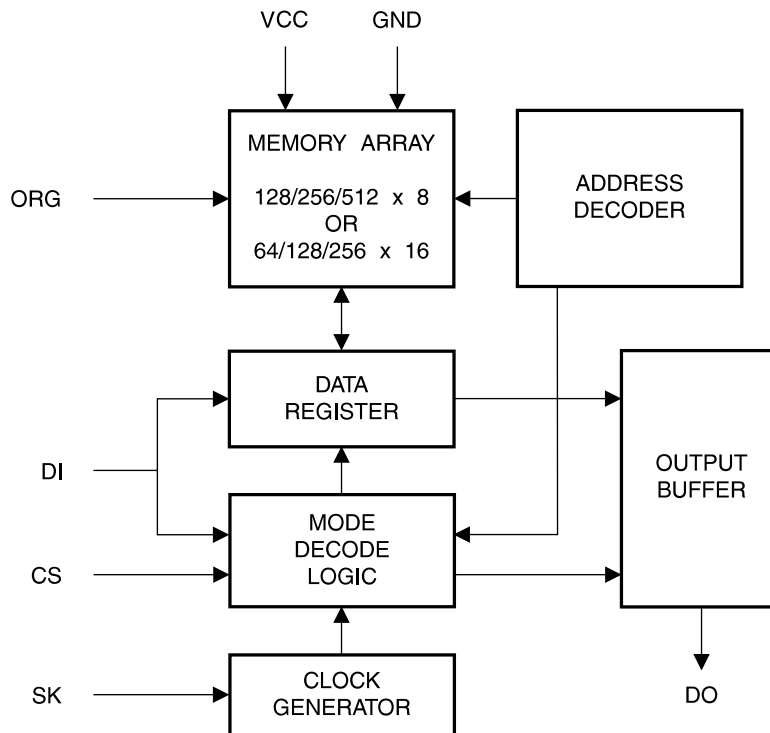 VCC
GND
MEMORY ARRAY
128/256/512 x 8
OR
64/128/256 x 16
ORG
ADDRESS
DECODER
DATA
REGISTER
DI
OUTPUT
BUFFER
MODE
DECODE
LOGIC
CS
CLOCK
GENERATOR
SK
DO